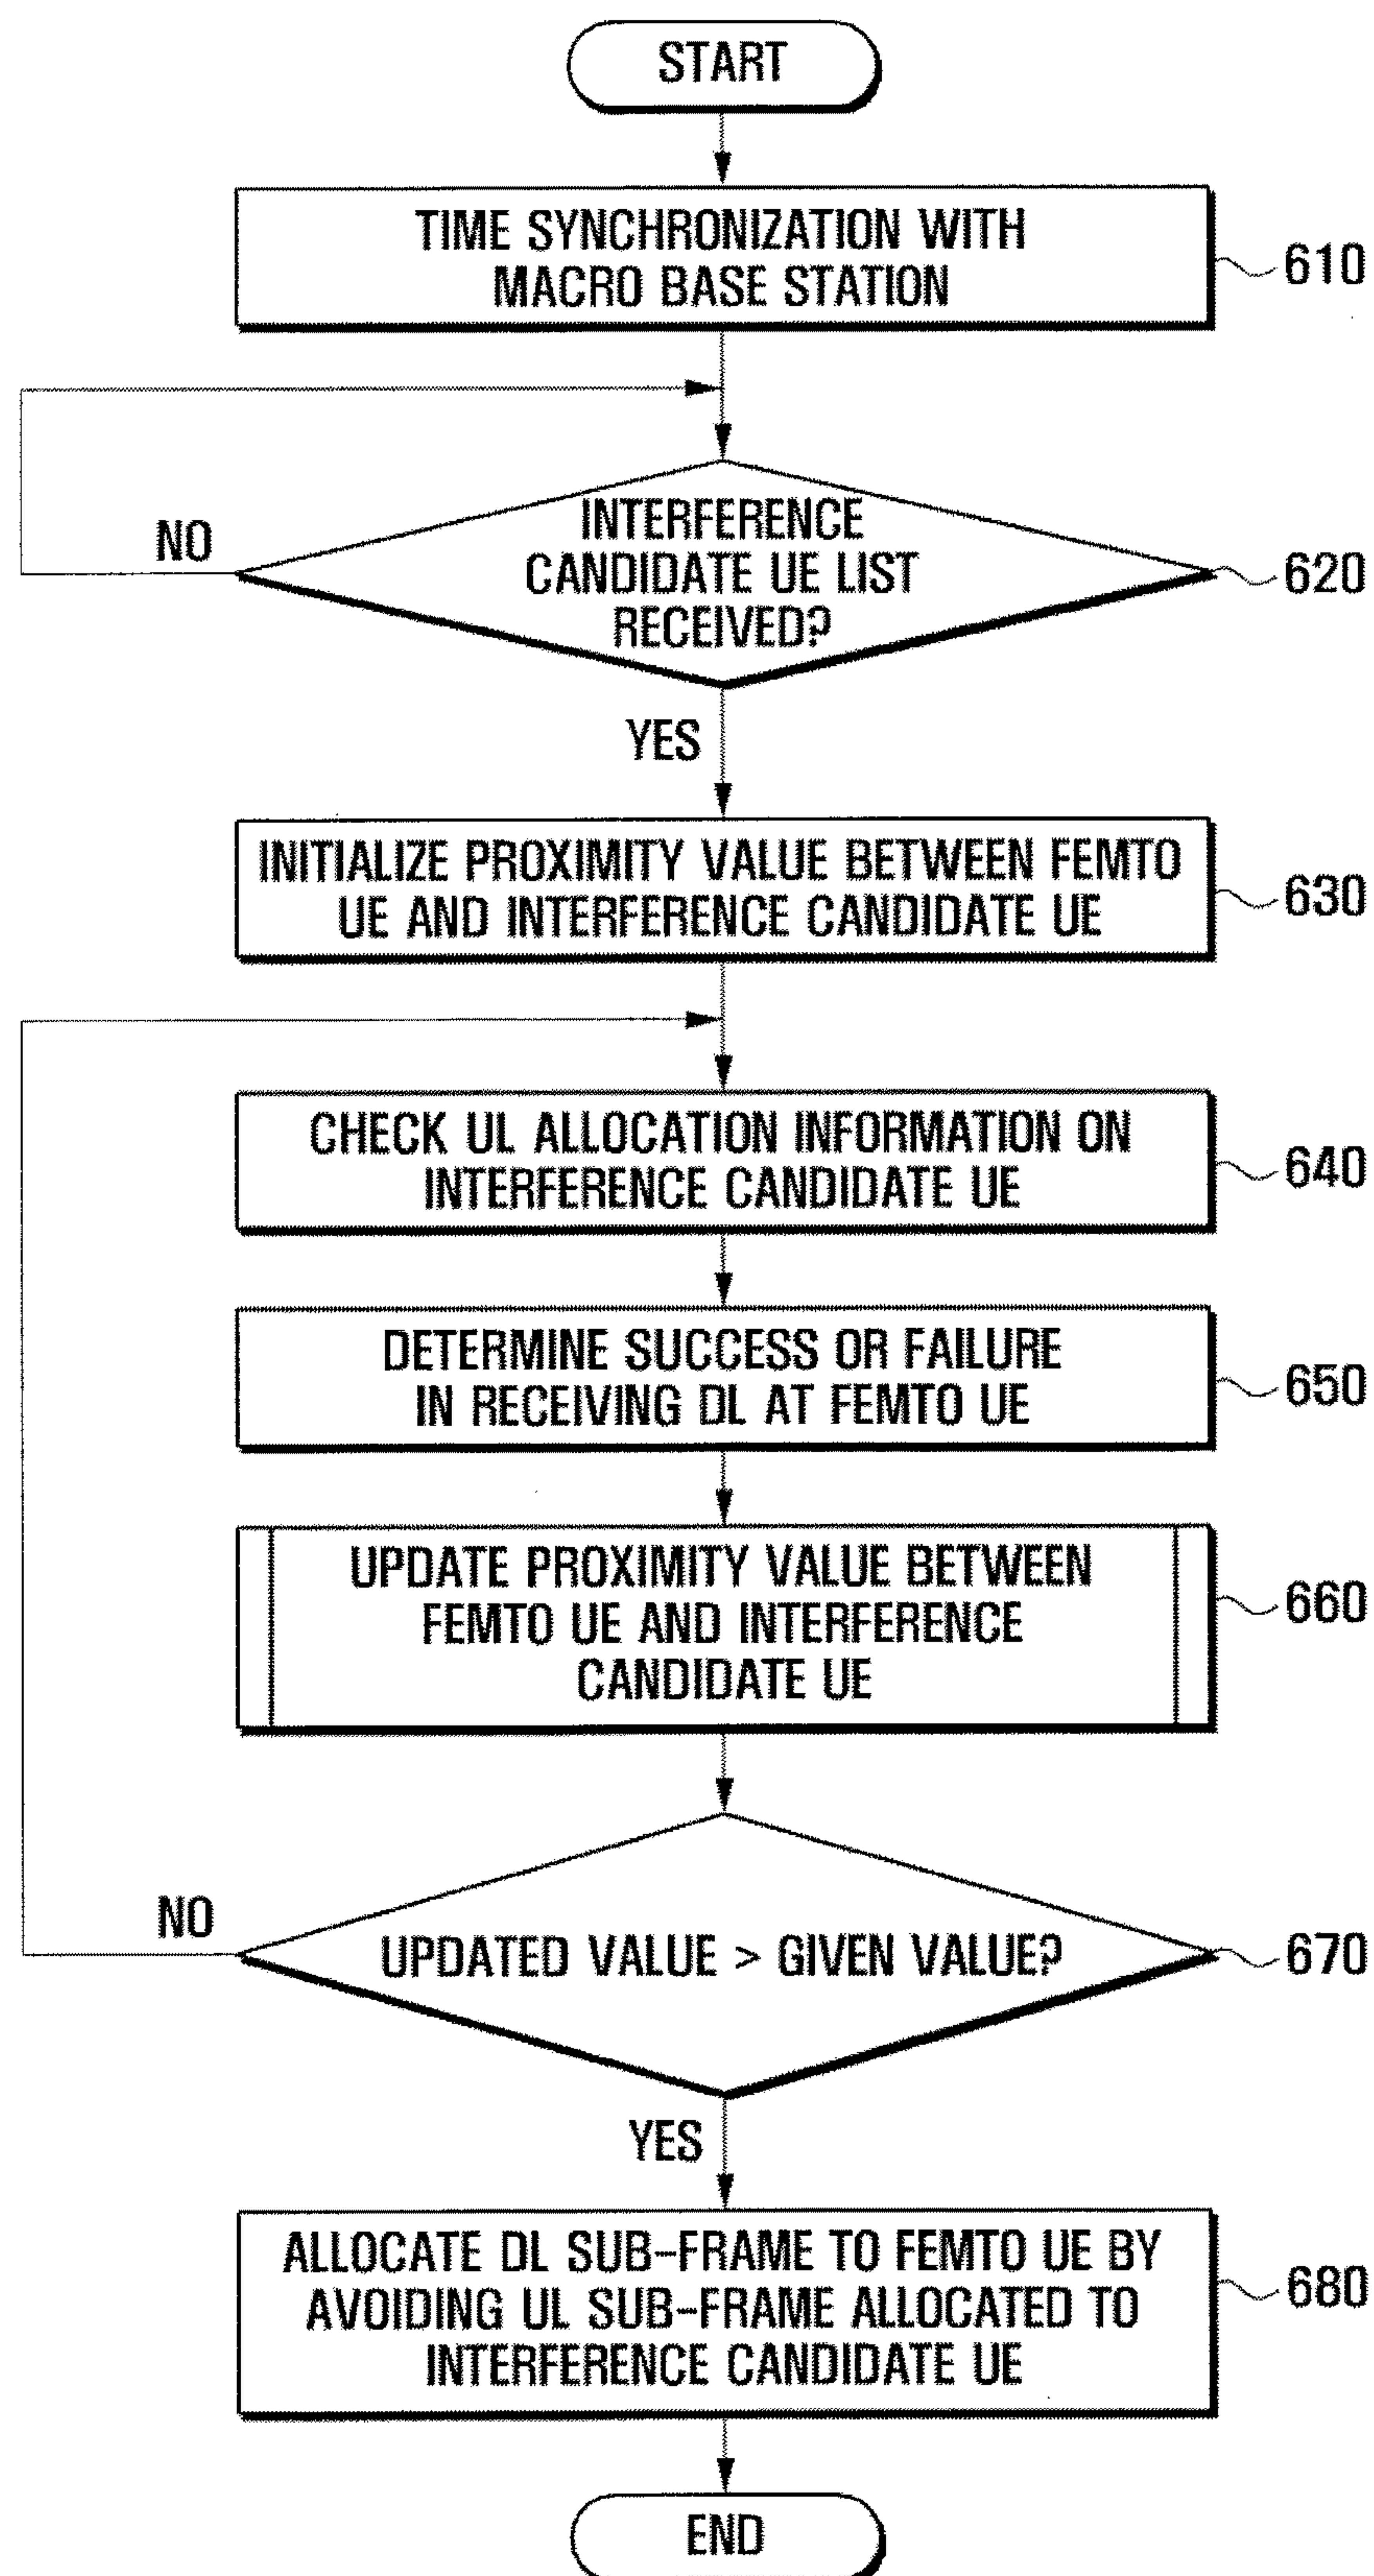 START
TIME SYNCHRONIZATION WITH
MACRO BASE STATION
610
INTERFERENCE
CANDIDATE UE LIST
RECEIVED?
NO
620
YES
INITIALIZE PROXIMITY VALUE BETWEEN FEMTO
UE AND INTERFERENCE CANDIDATE UE
630
CHECK UL ALLOCATION INFORMATION ON
INTERFERENCE CANDIDATE UE
640
DETERMINE SUCCESS OR FAILURE
IN RECEIVING DL AT FEMTO UE
650
UPDATE PROXIMITY VALUE BETWEEN
FEMTO UE AND INTERFERENCE
CANDIDATE UE
660
NO
UPDATED VALUE > GIVEN VALUE?
670
YES
ALLOCATE DL SUB-FRAME TO FEMTO UE BY
AVOIDING UL SUB-FRAME ALLOCATED TO
INTERFERENCE CANDIDATE UE
680
END